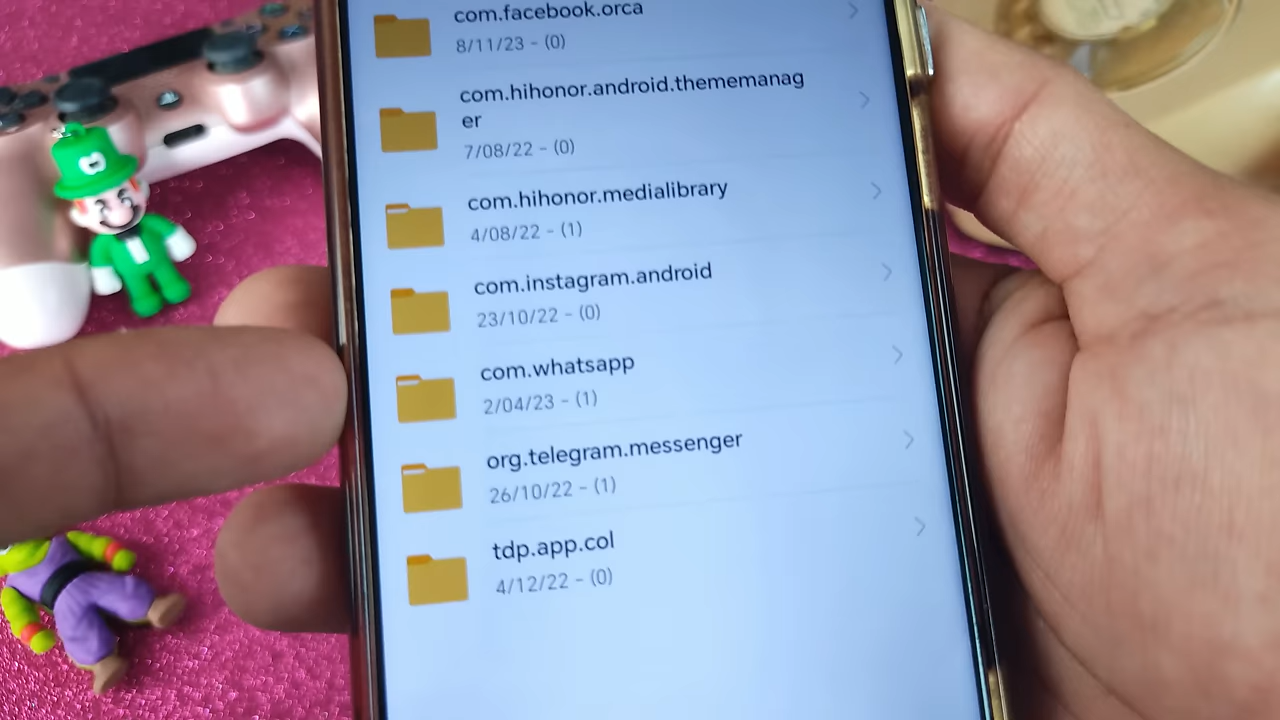 com.facebook.orca
8/11/23 - (0)
com.hihonor.android.thememanag
er
7/08/22 - (0)
com.hihonor.medialibrary
4/08/22 - (1)
com.instagram.android
23/10/22 - (0)
com.whatsapp
2/04/23 - (1)
org.telegram.messenger
26/10/22 - (1)
tdp.app.col
4/12/22 - (0)